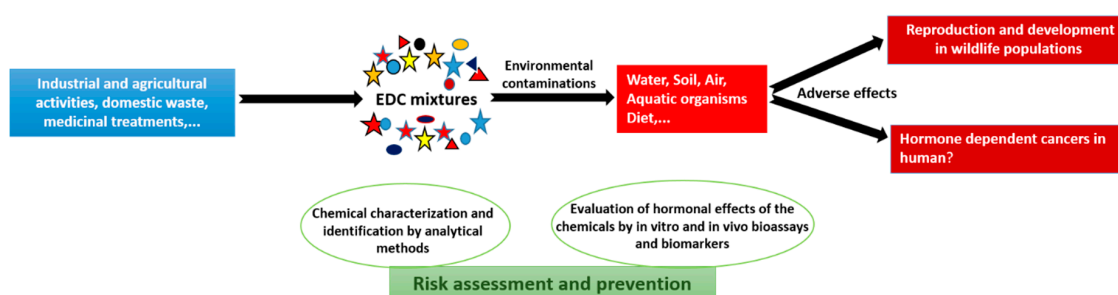 Industrial and agricultural
activities, domestic waste,
medicinal treatments,...
EDC mixtures
Environmental
contaminations
Water, Soil, Air,
Aquatic organisms
Diet,...
Adverse effects
Reproduction and development
in wildlife populations
Hormone dependent cancers in
human?
Chemical characterization and
identification by analytical
methods
Evaluation of hormonal effects of the
chemicals by in vitro and in vivo bioassays
and biomarkers
Risk assessment and prevention